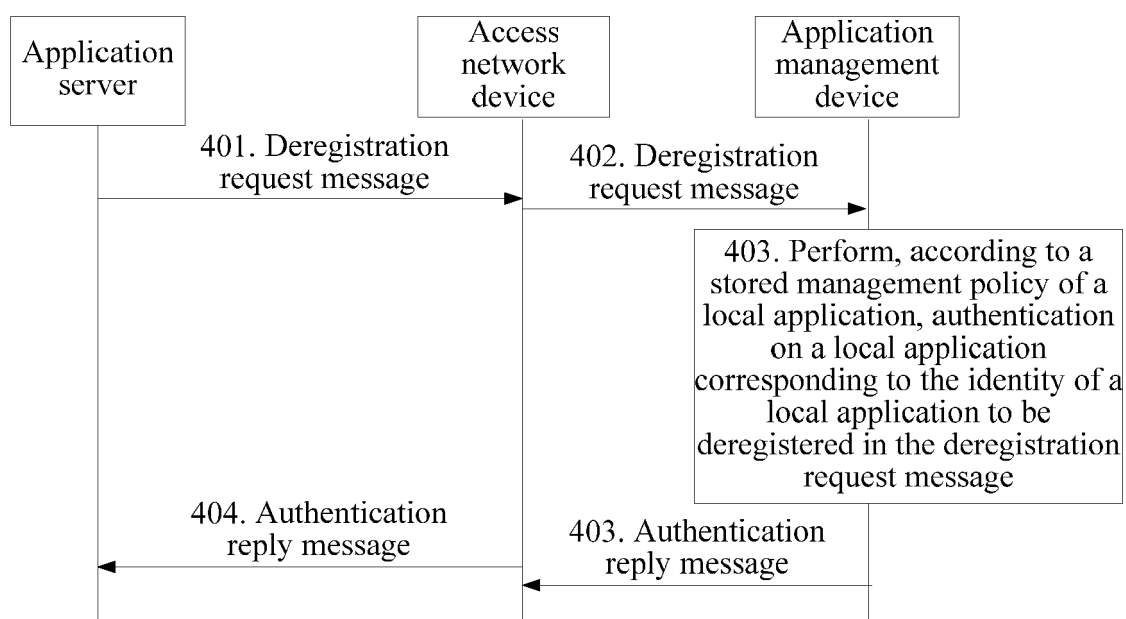 Application
server
Access
network
device
Application
management
device
401. Deregistration
request message
402. Deregistration
request message
403. Perform, according to a
stored management policy of a
local application, authentication
on a local application
corresponding to the identity of a
local application to be
deregistered in the deregistration
request message
404. Authentication
reply message
403. Authentication
reply message